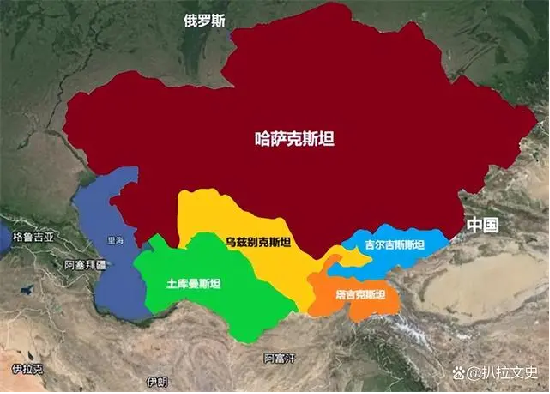 俄罗斯
哈萨克斯坦
中国
格鲁吉亚
里海
乌兹别克斯坦
吉尔吉斯斯坦
阿塞拜疆
土库曼斯坦
塔吉克斯坦
阿富汗
伊拉克
伊朗
@扒拉文史